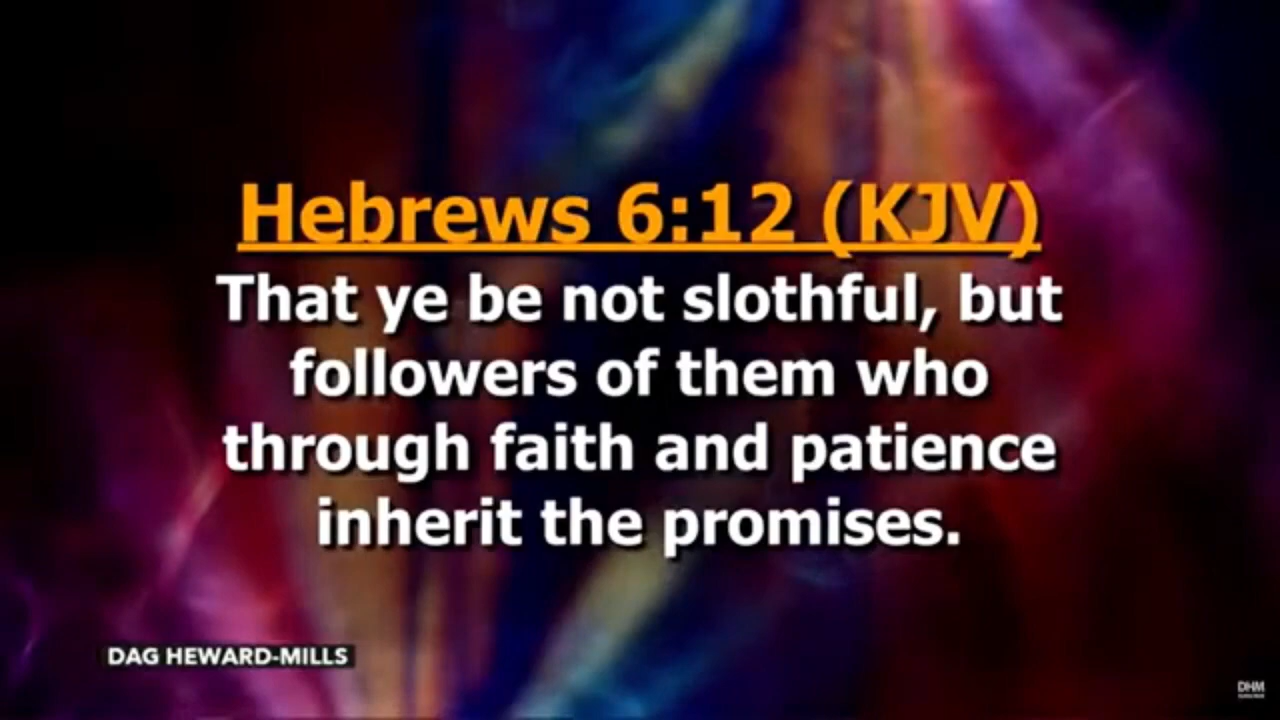 Hebrews 6:12 (KJV)
That ye be not slothful, but
followers of them who
through faith and patience
inherit the promises.
DAG HEWARD-MILLS
DHM